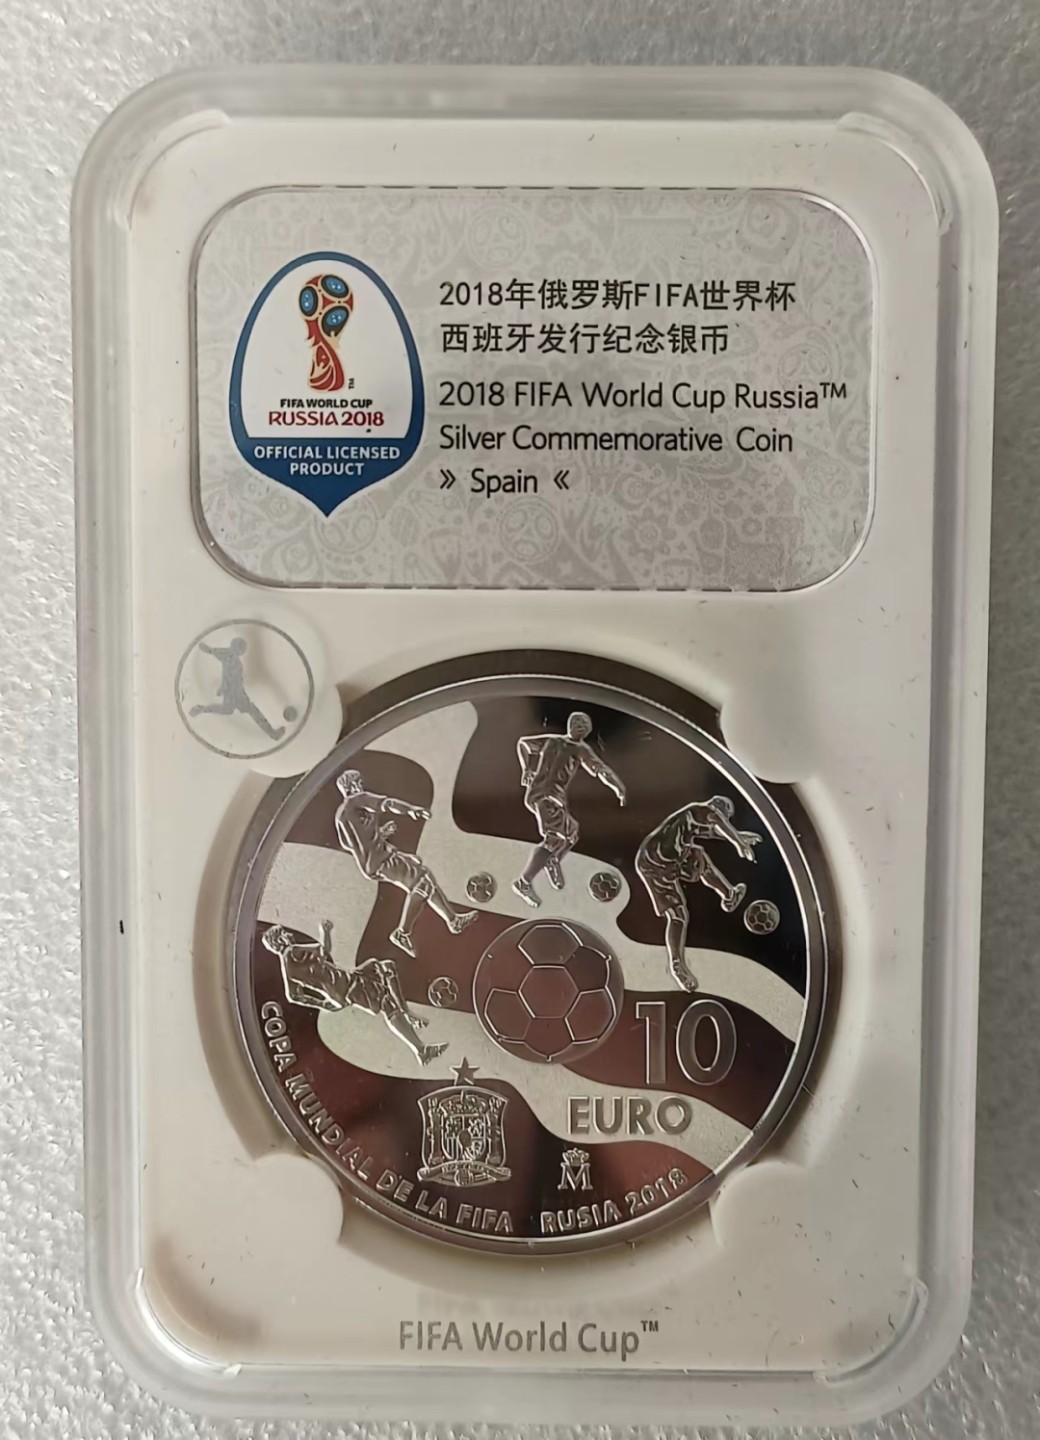 2018年俄罗斯FIFA世界杯
西班牙发行纪念银币
2018 FIFA World Cup Russia™
Silver Commemorative Coin
» Spain «
FIFA WORLD CUP
RUSSIA 2018
OFFICIAL LICENSED
PRODUCT
10
EURO
M
COPA MUNDIAL DE LA FIFA RUSIA 2018
FIFA World Cup™